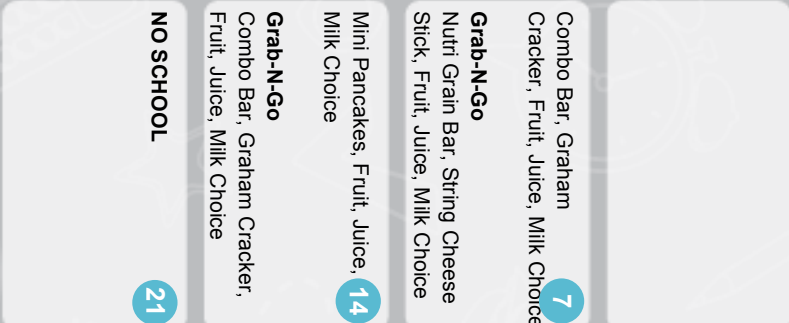 7
Combo Bar, Graham
Cracker, Fruit, Juice, Milk Choice
Grab-N-Go
Nutri Grain Bar, String Cheese
Stick, Fruit, Juice, Milk Choice
14
Mini Pancakes, Fruit, Juice,
Milk Choice
Grab-N-Go
Combo Bar, Graham Cracker,
Fruit, Juice, Milk Choice
21
NO SCHOOL